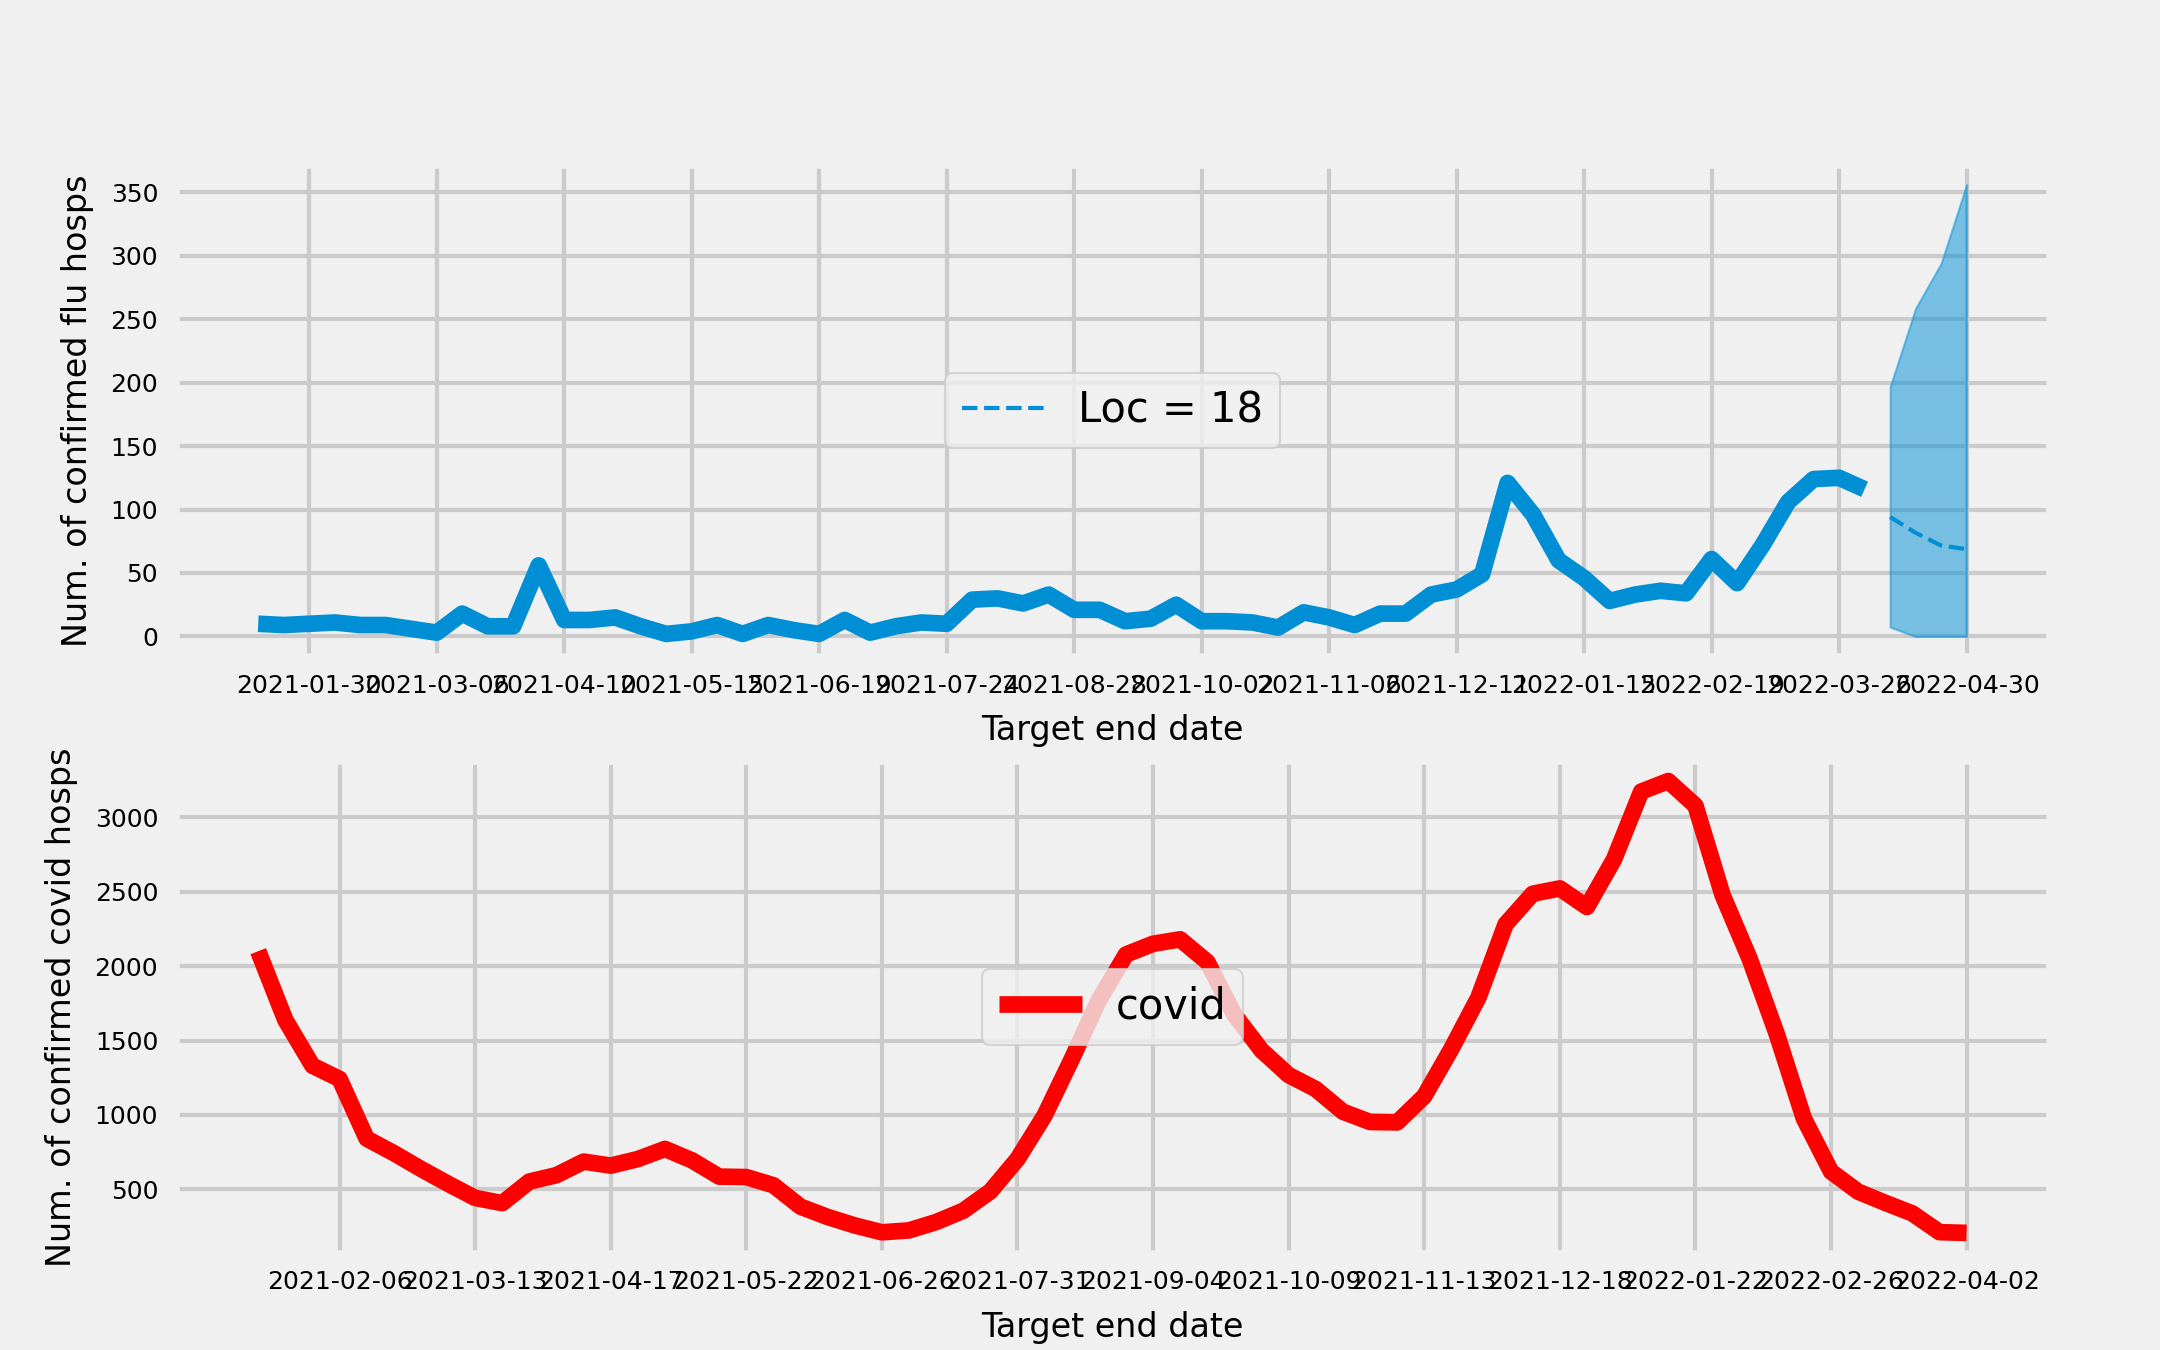 Num. of confirmed flu hosps
350
300
250
200
150
100
50
0
Loc = 18
2021-01-30 2021-03-06 2021-04-10 2021-05-15 2021-06-19 2021-07-24 2021-08-28 2021-10-02 2021-11-06 2021-12-11 2022-01-15 2022-02-19 2022-03-26 2022-04-30
Target end date
Num. of confirmed covid hosps
3000
2500
2000
1500
1000
500
covid
2021-02-06 2021-03-13 2021-04-17 2021-05-22 2021-06-26 2021-07-31 2021-09-04 2021-10-09 2021-11-13 2021-12-18 2022-01-22 2022-02-26 2022-04-02
Target end date